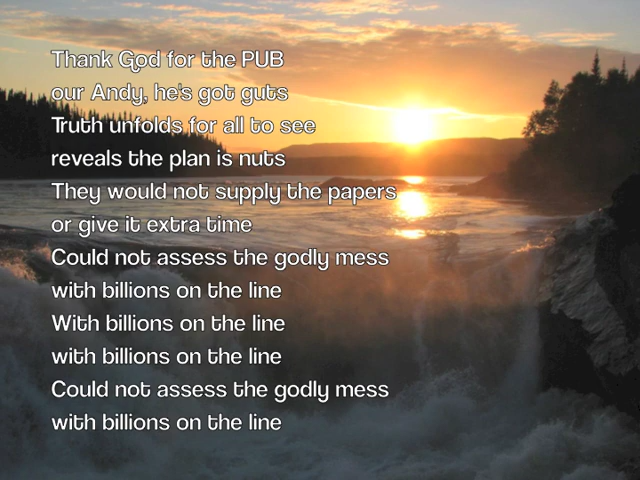 Thank God for the PUB
our Andy, he's got guts
Truth unfolds for all to see
reveals the plan is nuts
They would not supply the papers
or give it extra time
Could not assess the godly mess
with billions on the line
With billions on the line
with billions on the line
Could not assess the godly mess
with billions on the line